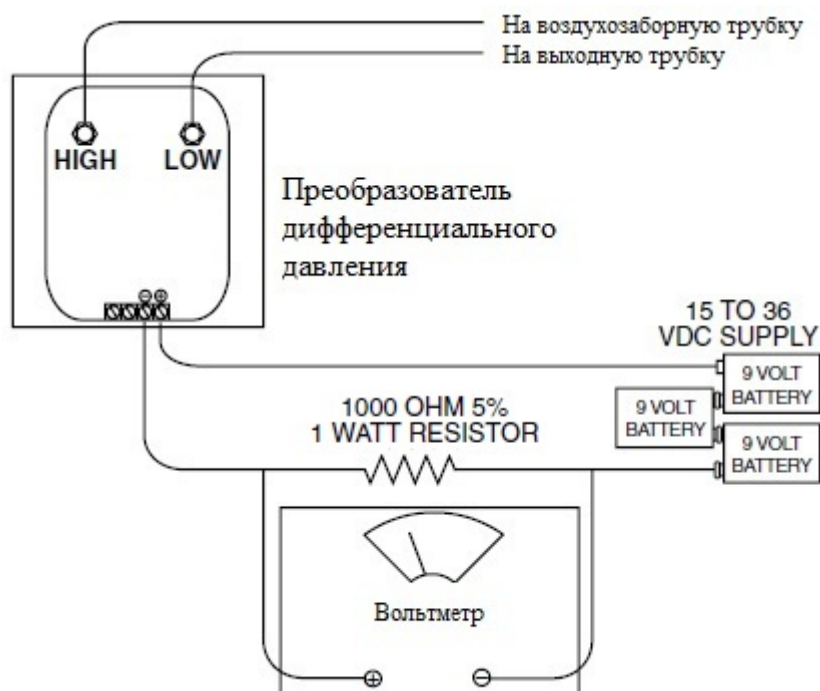 На воздухозаборную трубку
На выходную трубку
HIGH LOW
Преобразователь
дифференциального
давления
⊖⊕
15 TO 36
VDC SUPPLY
9 VOLT
BATTERY
9 VOLT
BATTERY
9 VOLT
BATTERY
1000 OHM 5%
1 WATT RESISTOR
Вольтметр
⊕ ⊖